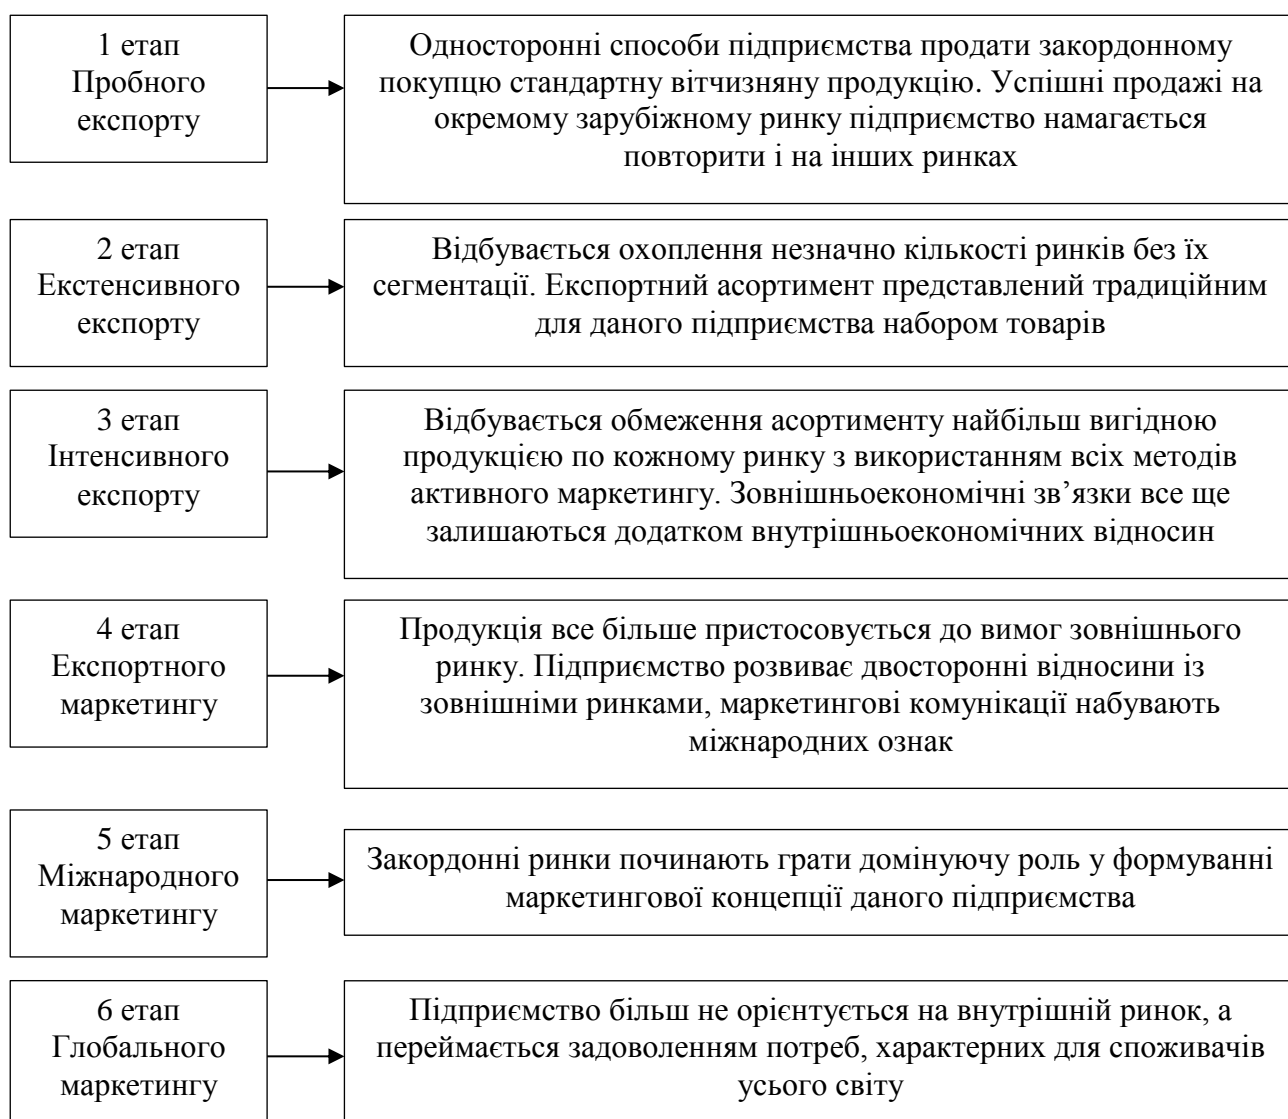 1 етап
Пробного
експорту
Односторонні способи підприємства продати закордонному
покупцю стандартну вітчизняну продукцію. Успішні продажі на
окремому зарубіжному ринку підприємство намагається
повторити і на інших ринках
2 етап
Екстенсивного
експорту
Відбувається охоплення незначно кількості ринків без їх
сегментації. Експортний асортимент представлений традиційним
для даного підприємства набором товарів
3 етап
Інтенсивного
експорту
Відбувається обмеження асортименту найбільш вигідною
продукцією по кожному ринку з використанням всіх методів
активного маркетингу. Зовнішньоекономічні зв’язки все ще
залишаються додатком внутрішньоекономічних відносин
4 етап
Експортного
маркетингу
Продукція все більше пристосовується до вимог зовнішнього
ринку. Підприємство розвиває двосторонні відносини із
зовнішніми ринками, маркетингові комунікації набувають
міжнародних ознак
5 етап
Міжнародного
маркетингу
Закордонні ринки починають грати домінуючу роль у формуванні
маркетингової концепції даного підприємства
6 етап
Глобального
маркетингу
Підприємство більш не орієнтується на внутрішній ринок, а
переймається задоволенням потреб, характерних для споживачів
усього світу